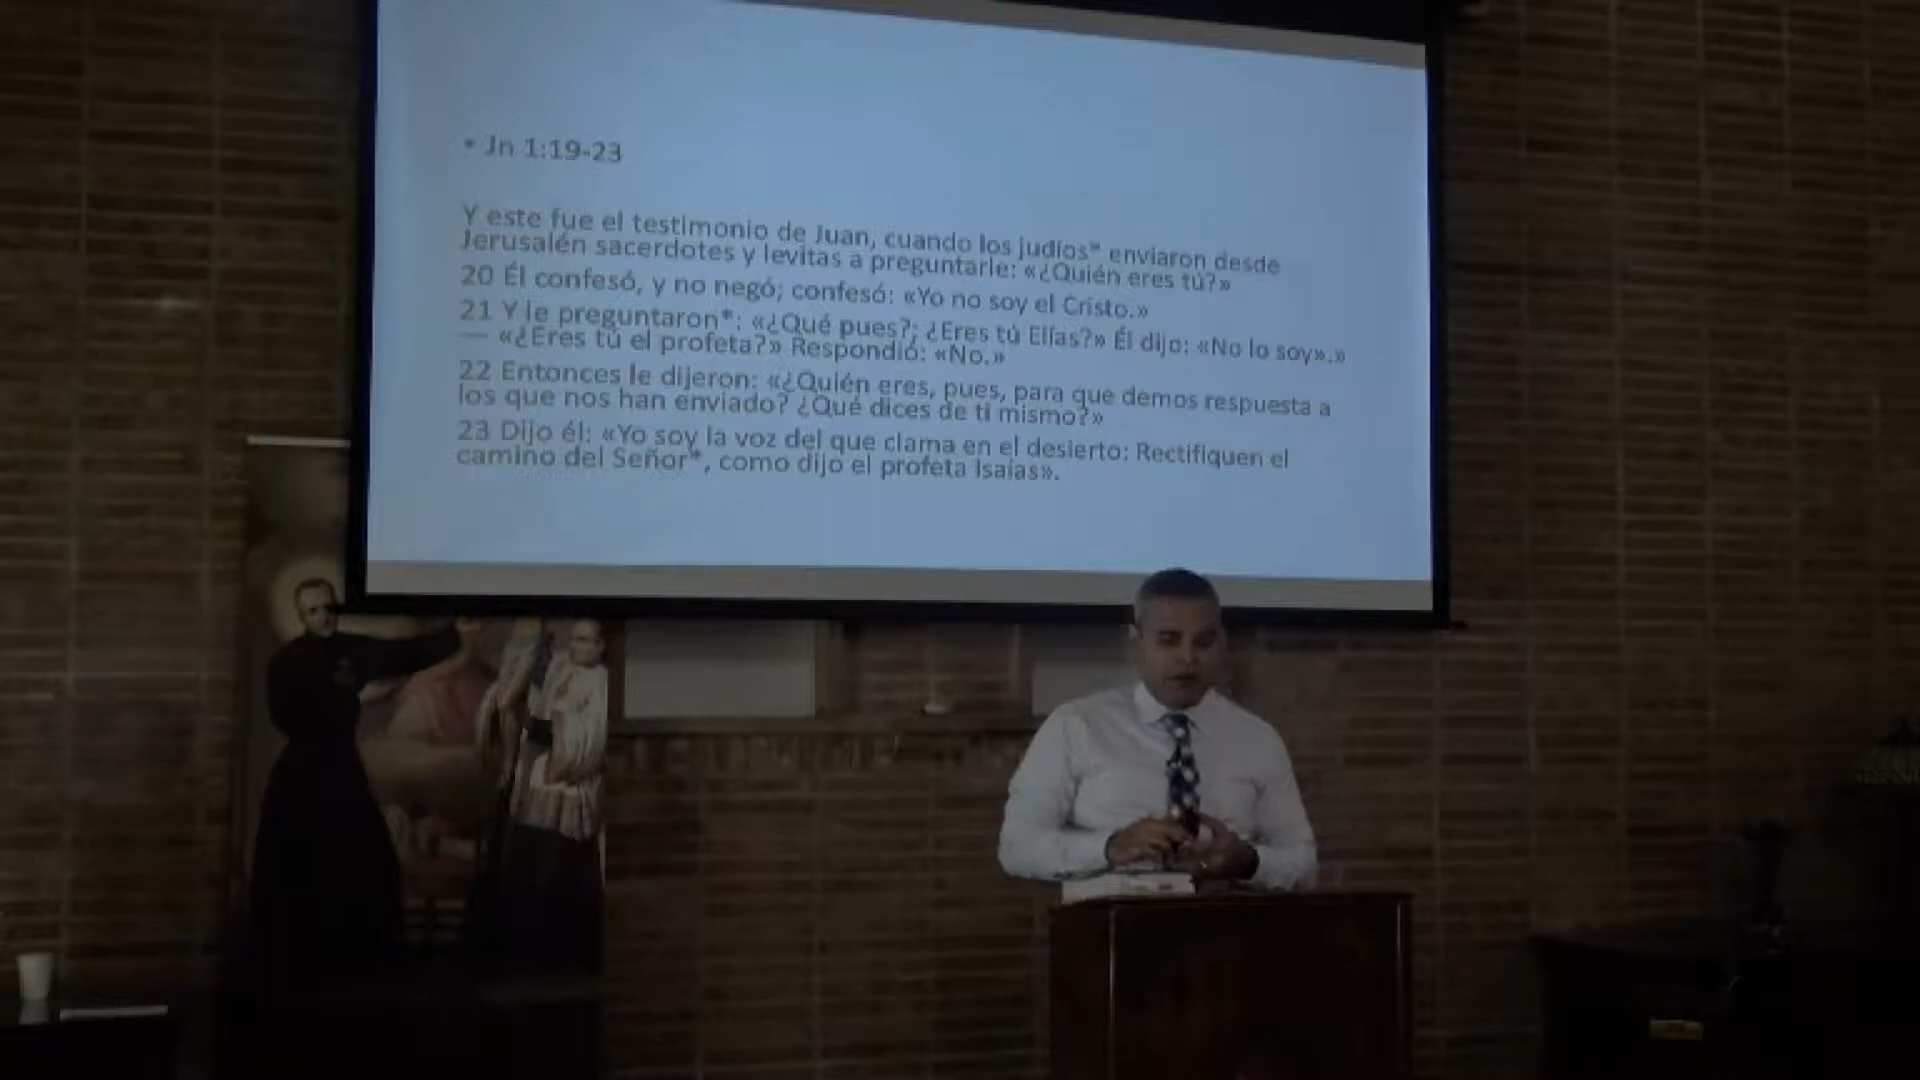 • Jn 1:19-23
Y este fue el testimonio de Juan, cuando los judíos* enviaron desde
Jerusalén sacerdotes y levitas a preguntarle: «¿Quién eres tú?»
20 Él confesó, y no negó; confesó: «Yo no soy el Cristo.»
21 Y le preguntaron*: «¿Qué pues?; ¿Eres tú Elías?» Él dijo: «No lo soy».»
— «¿Eres tú el profeta?» Respondió: «No.»
22 Entonces le dijeron: «¿Quién eres, pues, para que demos respuesta a
los que nos han enviado? ¿Qué dices de ti mismo?»
23 Dijo él: «Yo soy la voz del que clama en el desierto: Rectifiquen el
camino del Señor*, como dijo el profeta Isaías».